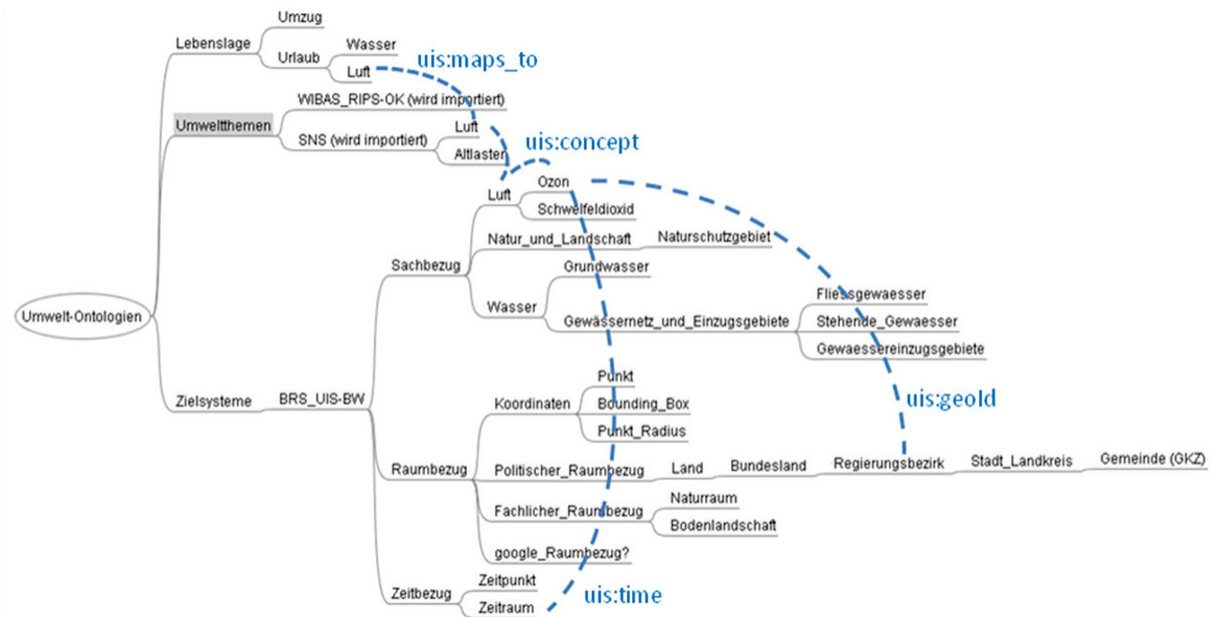 Umwelt-Ontologien
Lebenslage
Umzug
Urlaub
Wasser
Luft
uis:maps_to
Umweltthemen
WIBAS_RIPS-OK (wird importiert)
SNS (wird importiert)
Luft
Altlaster
uis:concept
Zielsysteme
BRS_UIS-BW
Sachbezug
Luft
Ozon
Schwelfeldioxid
Natur_und_Landschaft
Naturschutzgebiet
Wasser
Grundwasser
Gewässernetz_und_Einzugsgebiete
Fliessgewaesser
Stehende_Gewaesser
Gewaessereinzugsgebiete
uis:geoId
Raumbezug
Koordinaten
Punkt
Bounding_Box
Punkt_Radius
Politischer_Raumbezug
Land
Bundesland
Regierungsbezirk
Stadt_Landkreis
Gemeinde (GKZ)
Fachlicher_Raumbezug
Naturraum
Bodenlandschaft
google_Raumbezug?
Zeitbezug
Zeitpunkt
Zeitraum
uis:time